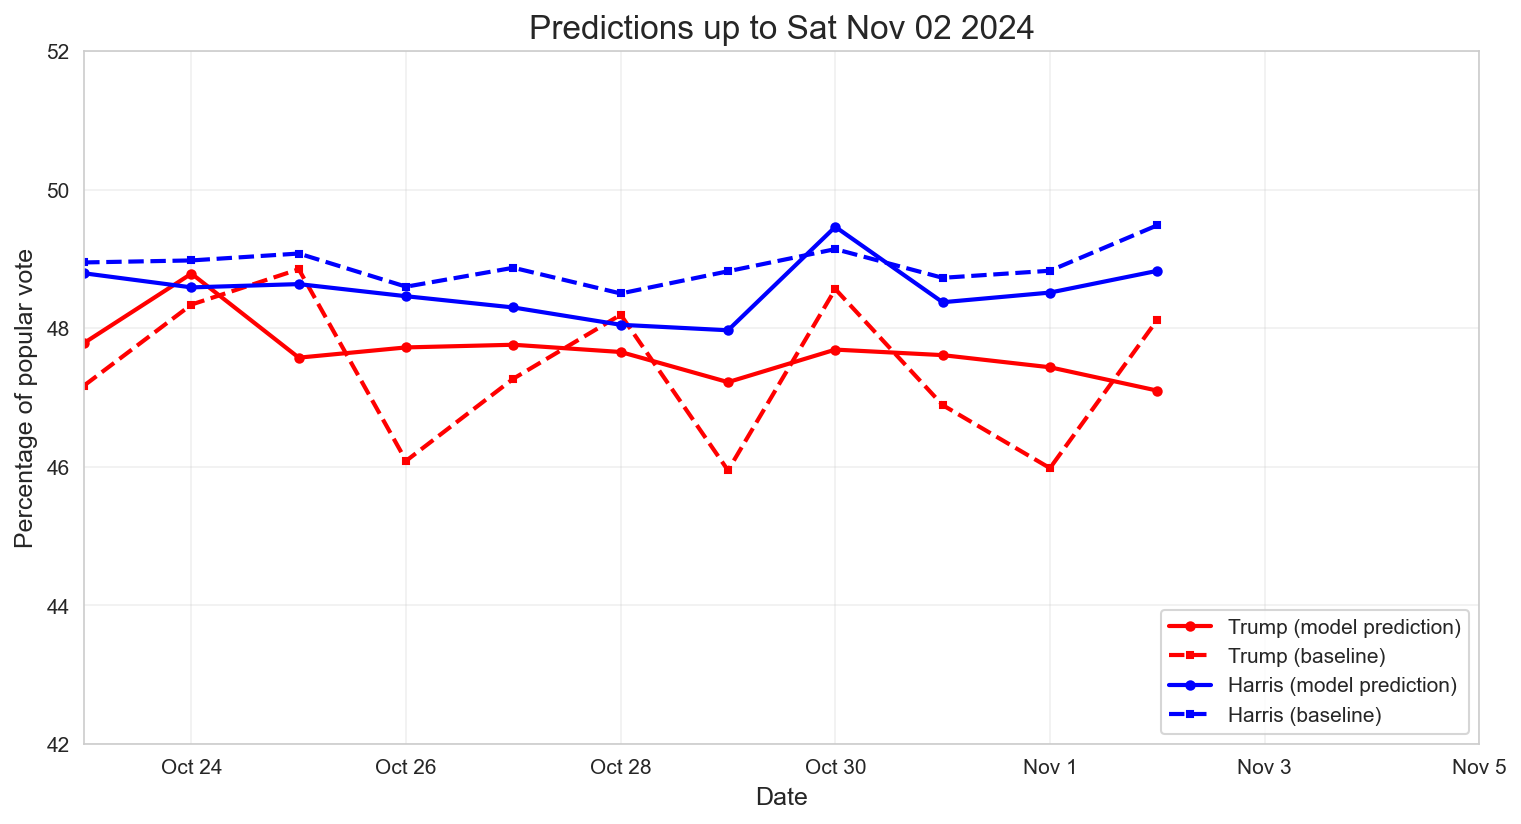 Predictions up to Sat Nov 02 2024
52
50
48
46
44
42
Percentage of popular vote
Trump (model prediction)
Trump (baseline)
Harris (model prediction)
Harris (baseline)
Oct 24 Oct 26 Oct 28 Oct 30 Nov 1 Nov 3 Nov 5
Date